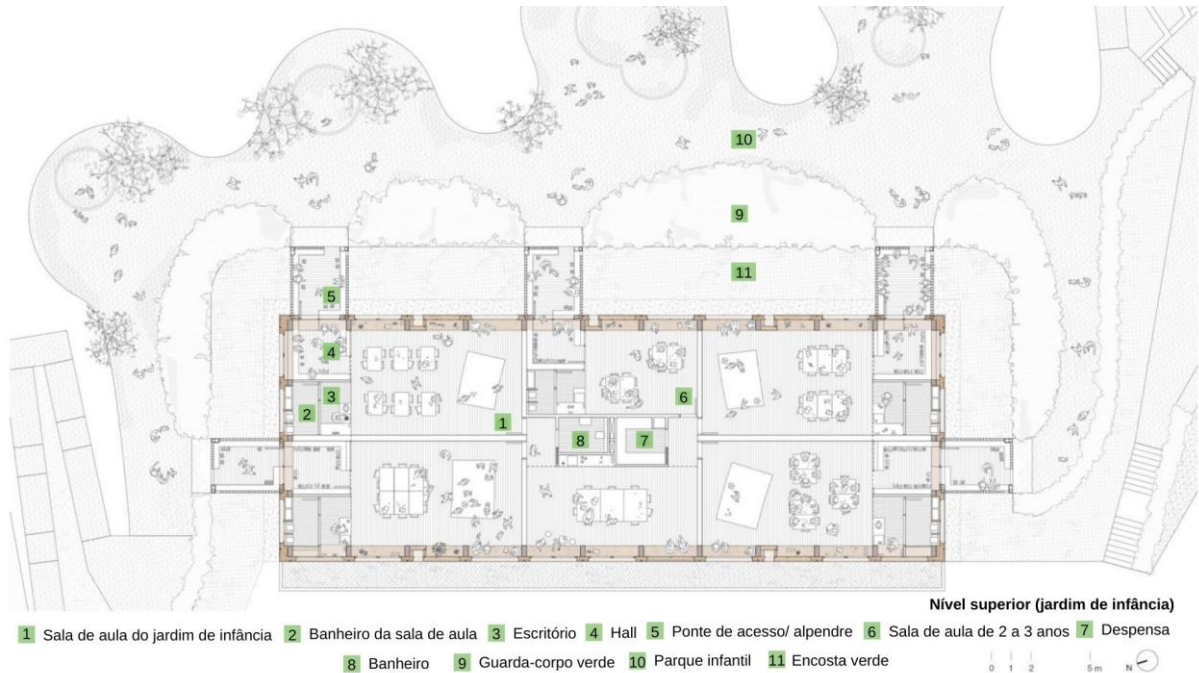 10
9
11
5
4
3
2
1
6
8
7
Nível superior (jardim de infância)
1 Sala de aula do jardim de infância 2 Banheiro da sala de aula 3 Escritório 4 Hall 5 Ponte de acesso/ alpendre 6 Sala de aula de 2 a 3 anos 7 Despensa
8 Banheiro 9 Guarda-corpo verde 10 Parque infantil 11 Encosta verde
0 1 2 5 m N